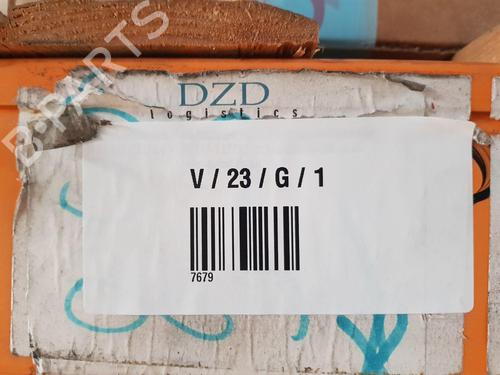 DZD
logistics
V / 23 / G / 1
7679
B-PARTS